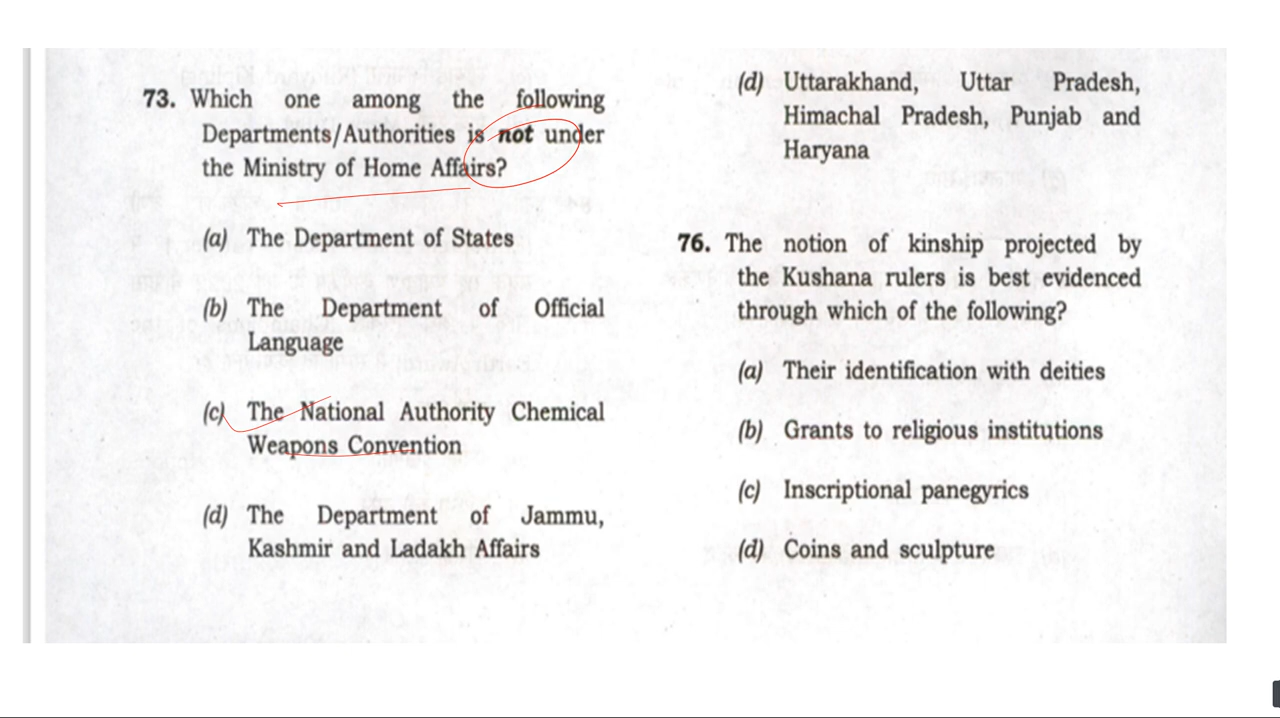 73. Which one among the following
Departments/Authorities is not under
the Ministry of Home Affairs?
(a) The Department of States
(b) The Department of Official
Language
(c) The National Authority Chemical
Weapons Convention
(d) The Department of Jammu,
Kashmir and Ladakh Affairs
(d) Uttarakhand, Uttar Pradesh,
Himachal Pradesh, Punjab and
Haryana
76. The notion of kinship projected by
the Kushana rulers is best evidenced
through which of the following?
(a) Their identification with deities
(b) Grants to religious institutions
(c) Inscriptional panegyrics
(d) Coins and sculpture